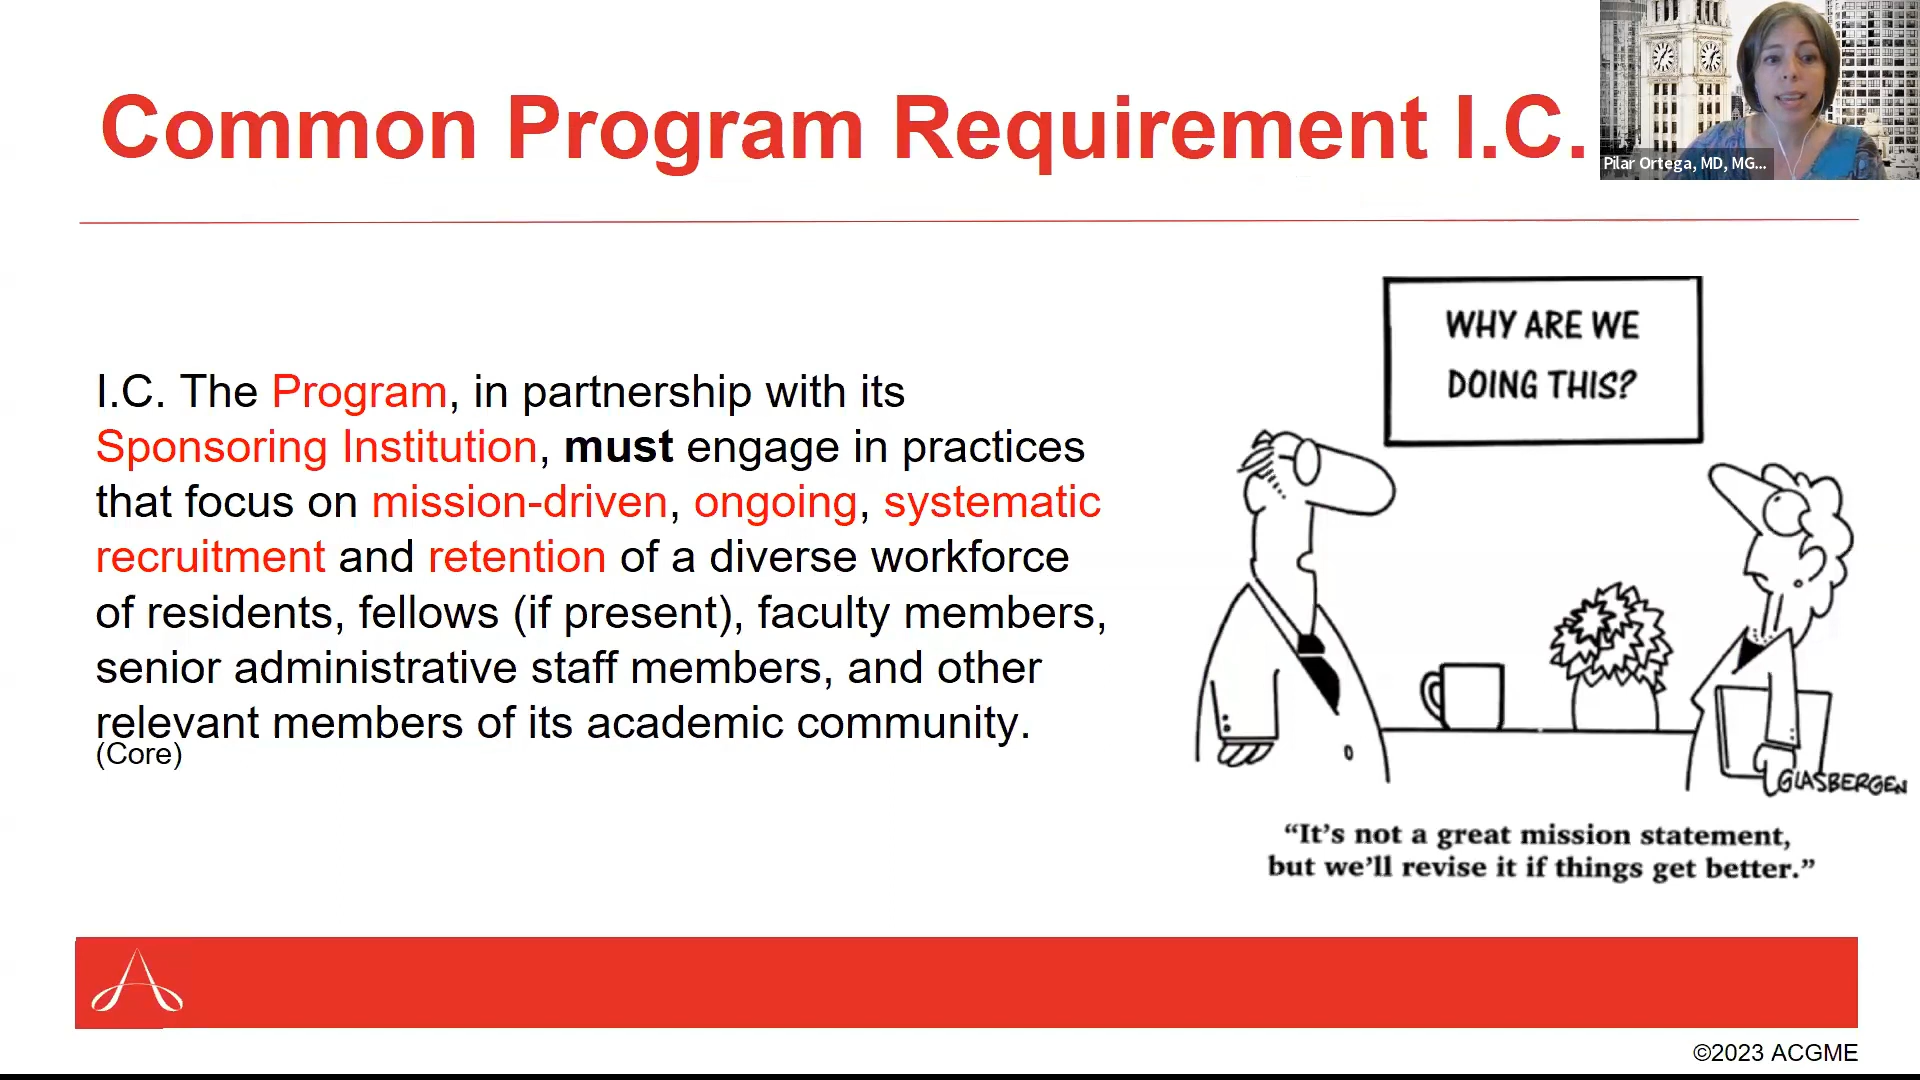 Common Program Requirement I.C.
Pilar Ortega, MD, MG...
I.C. The Program, in partnership with its
Sponsoring Institution, must engage in practices
that focus on mission-driven, ongoing, systematic
recruitment and retention of a diverse workforce
of residents, fellows (if present), faculty members,
senior administrative staff members, and other
relevant members of its academic community.
(Core)
WHY ARE WE
DOING THIS?
GLASBERGEN
“It’s not a great mission statement,
but we’ll revise it if things get better.”
©2023 ACGME